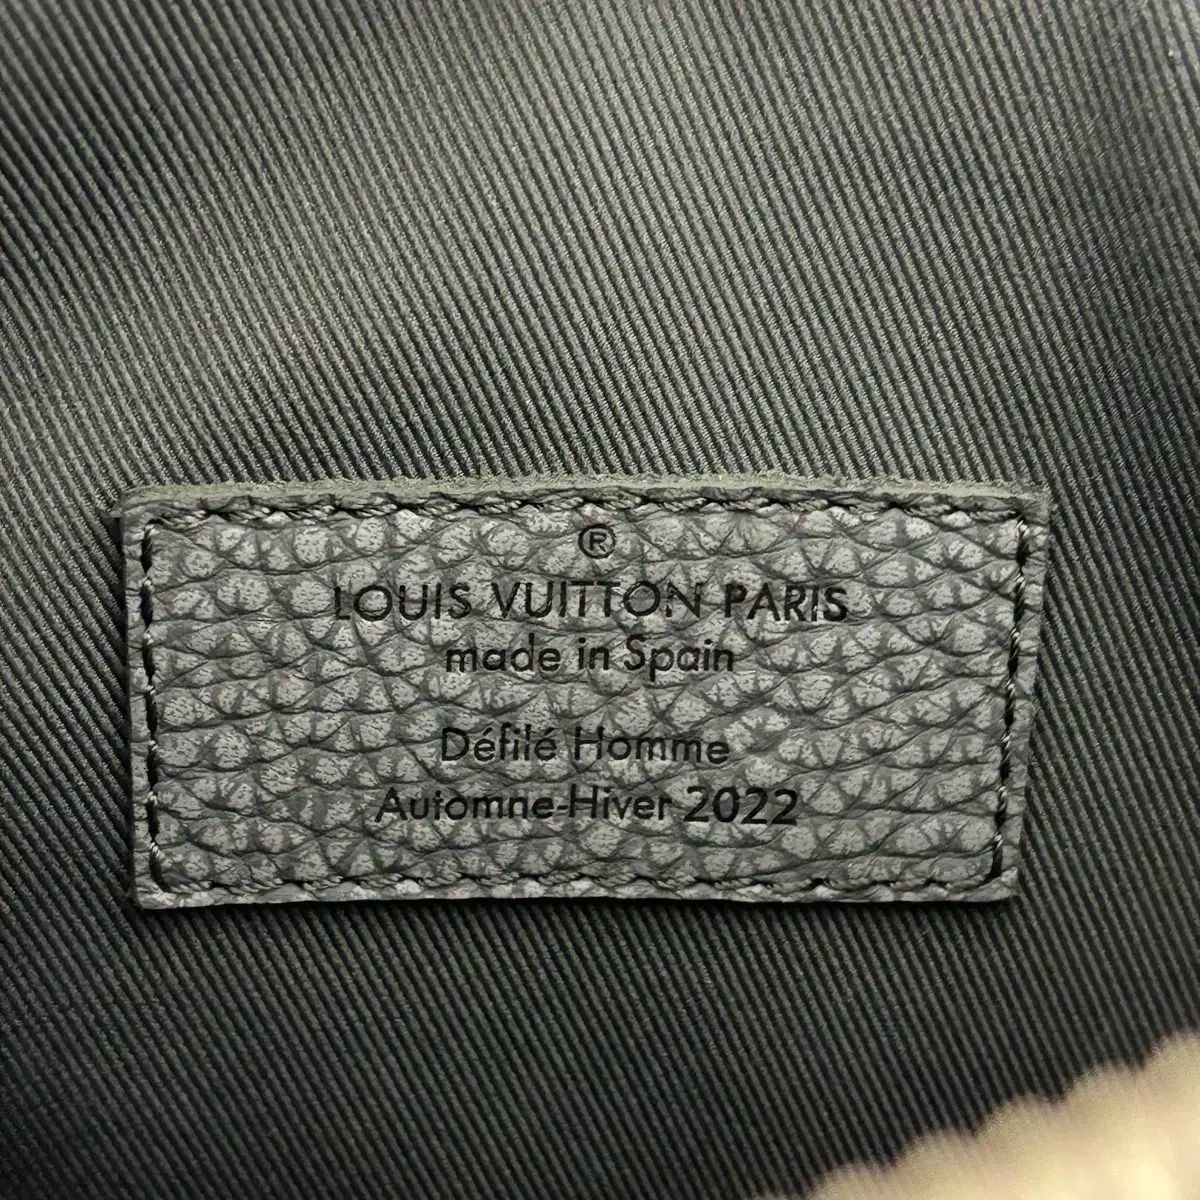 ®
LOUIS VUITTON PARIS
made in Spain
Défilé Homme
Automne-Hiver 2022